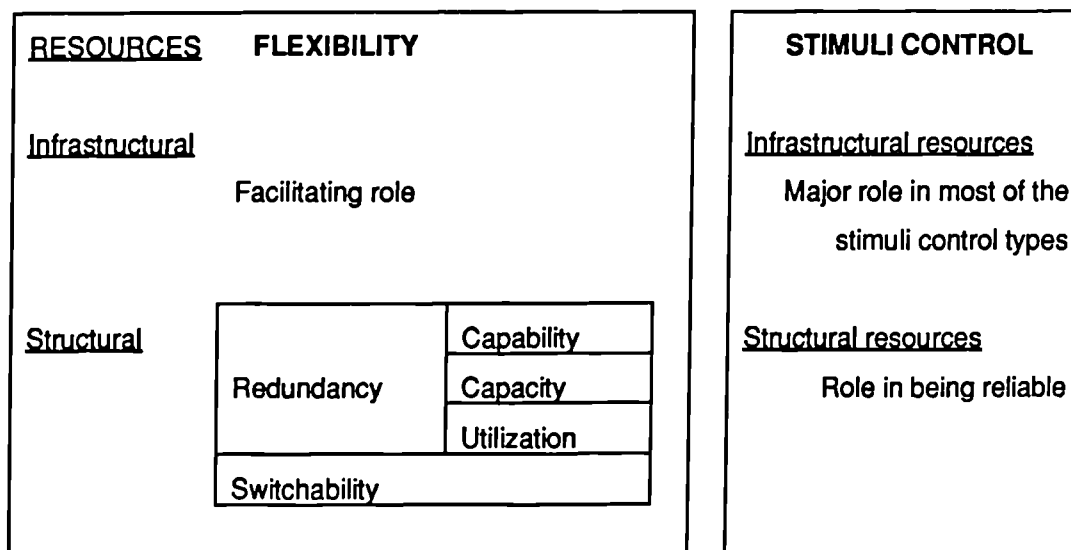 RESOURCES FLEXIBILITY
Infrastructural
Facilitating role
Structural
Redundancy
Capability
Capacity
Utilization
Switchability
STIMULI CONTROL
Infrastructural resources
Major role in most of the
stimuli control types
Structural resources
Role in being reliable